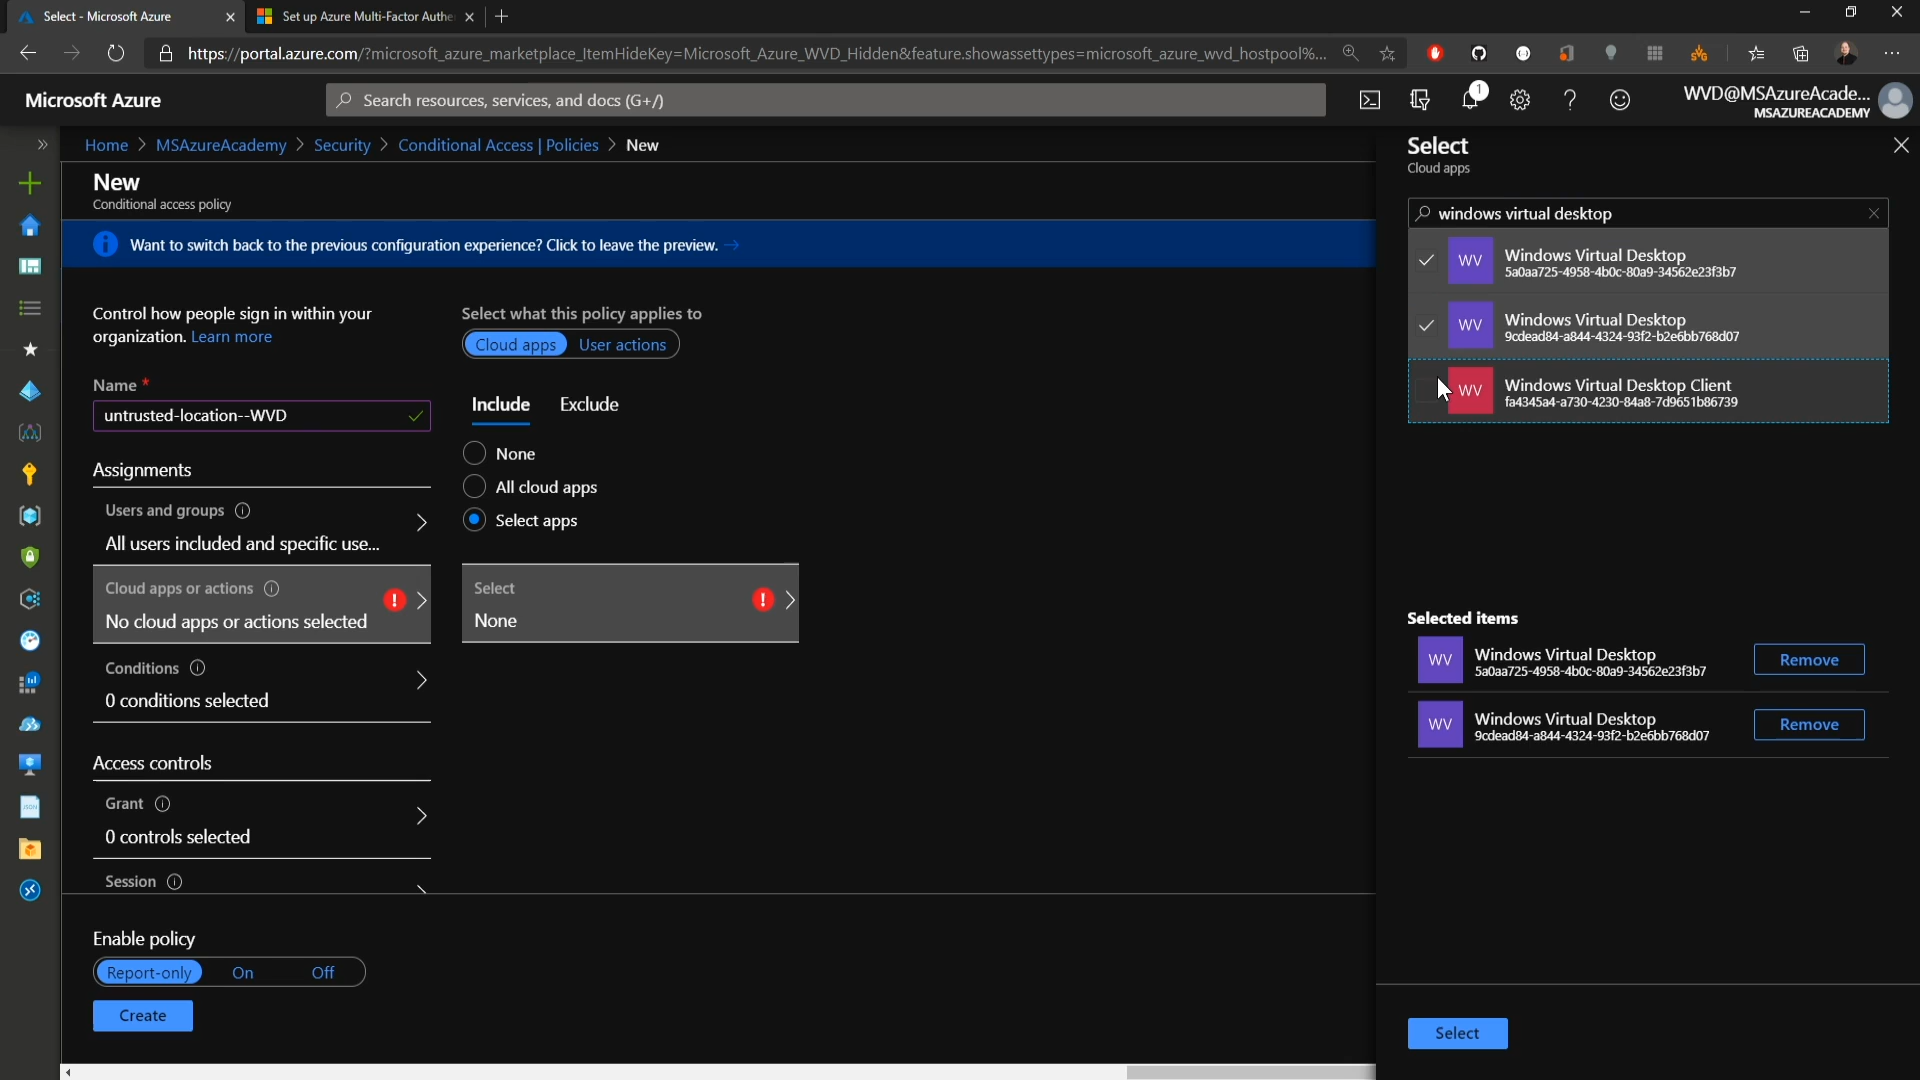 Select - Microsoft Azure
Set up Azure Multi-Factor Authe
https://portal.azure.com/?microsoft_azure_marketplace_ItemHideKey=Microsoft_Azure_WVD_Hidden&feature.showassettypes=microsoft_azure_wvd_hostpool%...
Microsoft Azure
Search resources, services, and docs (G+/)
1
WVD@MSAzureAcade...
MSAZUREACADEMY
Home > MSAzureAcademy > Security > Conditional Access | Policies > New
New
Conditional access policy
Want to switch back to the previous configuration experience? Click to leave the preview. →
Control how people sign in within your
organization. Learn more
Name *
untrusted-location--WVD
Assignments
Users and groups
All users included and specific use...
Cloud apps or actions
No cloud apps or actions selected
Conditions
0 conditions selected
Access controls
Grant
0 controls selected
Session
Enable policy
Report-only On Off
Create
Select what this policy applies to
Cloud apps User actions
Include Exclude
None
All cloud apps
Select apps
Select
None
Select
Cloud apps
windows virtual desktop
WV
Windows Virtual Desktop
5a0aa725-4958-4b0c-80a9-34562e23f3b7
WV
Windows Virtual Desktop
9cdead84-a844-4324-93f2-b2e6bb768d07
WV
Windows Virtual Desktop Client
fa4345a4-a730-4230-84a8-7d9651b86739
Selected items
WV
Windows Virtual Desktop
5a0aa725-4958-4b0c-80a9-34562e23f3b7
Remove
WV
Windows Virtual Desktop
9cdead84-a844-4324-93f2-b2e6bb768d07
Remove
Select